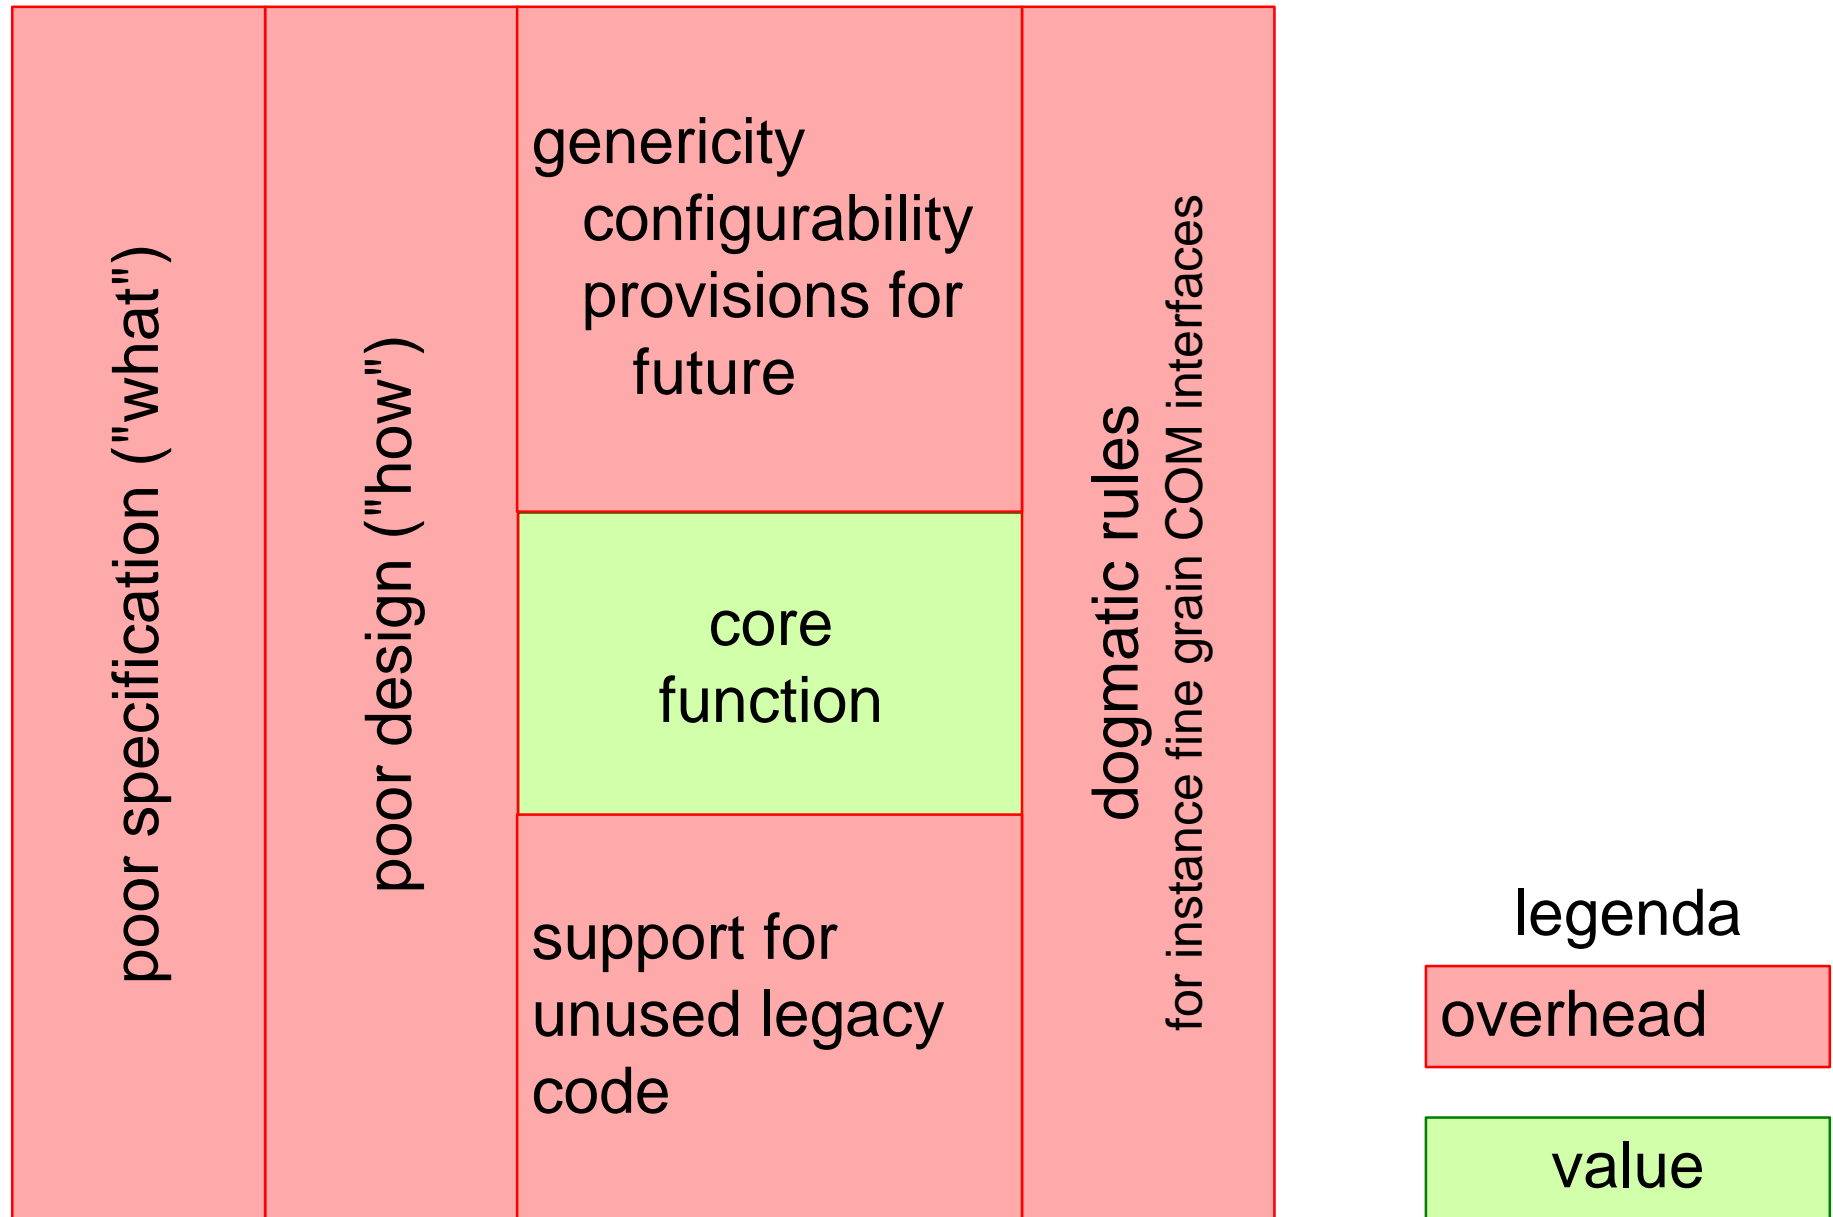 poor specification ("what")
poor design ("how")
genericity
configurability
provisions for
future
core
function
support for
unused legacy
code
dogmatic rules
for instance fine grain COM interfaces
legenda
overhead
value